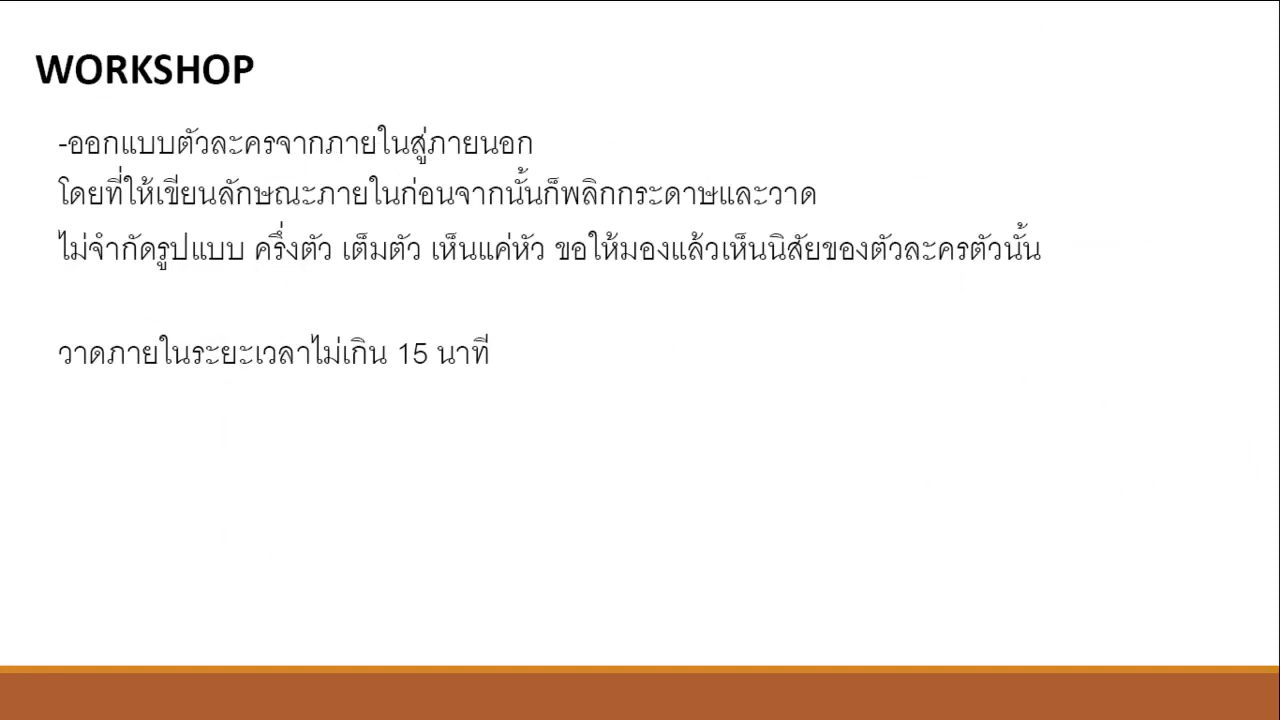 WORKSHOP
-ออกแบบตัวละครจากภายในสู่ภายนอก
โดยที่ให้เขียนลักษณะภายในก่อนจากนั้นก็พลิกกระดาษและวาด
ไม่จำกัดรูปแบบ ครึ่งตัว เต็มตัว เห็นแค่หัว ขอให้มองแล้วเห็นนิสัยของตัวละครตัวนั้น
วาดภายในระยะเวลาไม่เกิน 15 นาที